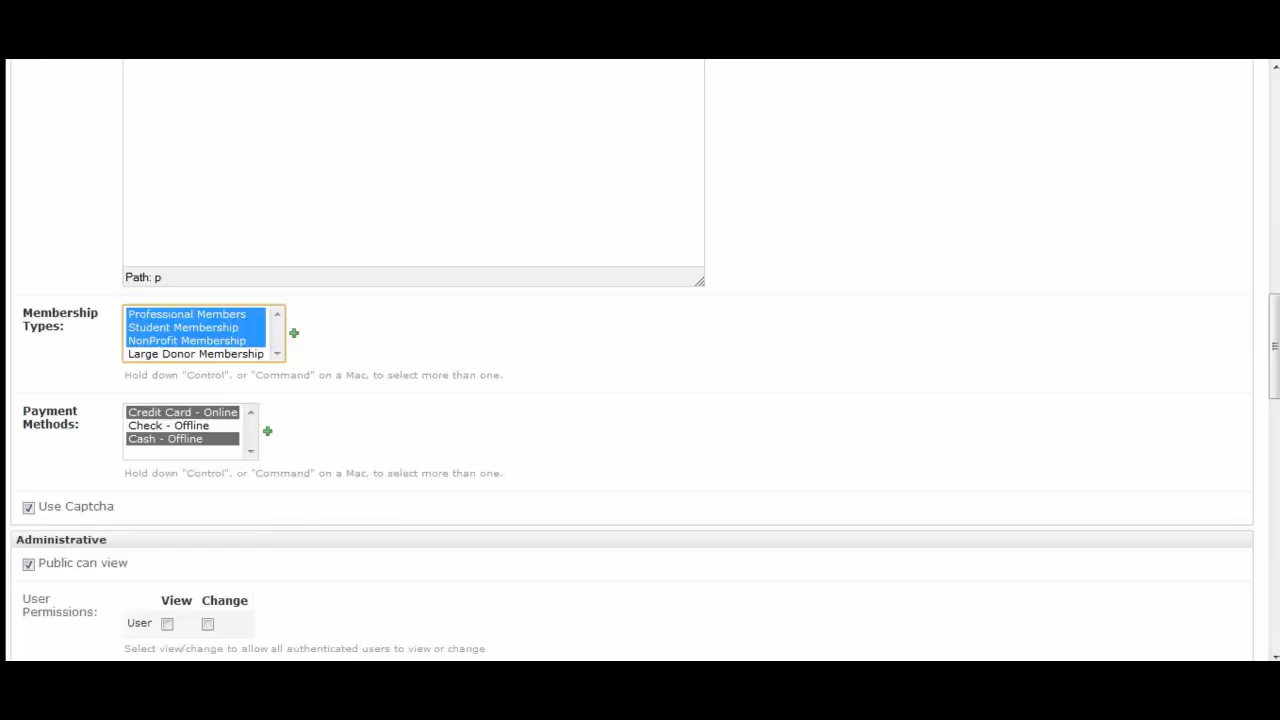 Path: p
Membership
Types:
Professional Members
Student Membership
NonProfit Membership
Large Donor Membership
Hold down "Control", or "Command" on a Mac, to select more than one.
Payment
Methods:
Credit Card - Online
Check - Offline
Cash - Offline
Hold down "Control", or "Command" on a Mac, to select more than one.
Use Captcha
Administrative
Public can view
User
Permissions:
View Change
User
Select view/change to allow all authenticated users to view or change